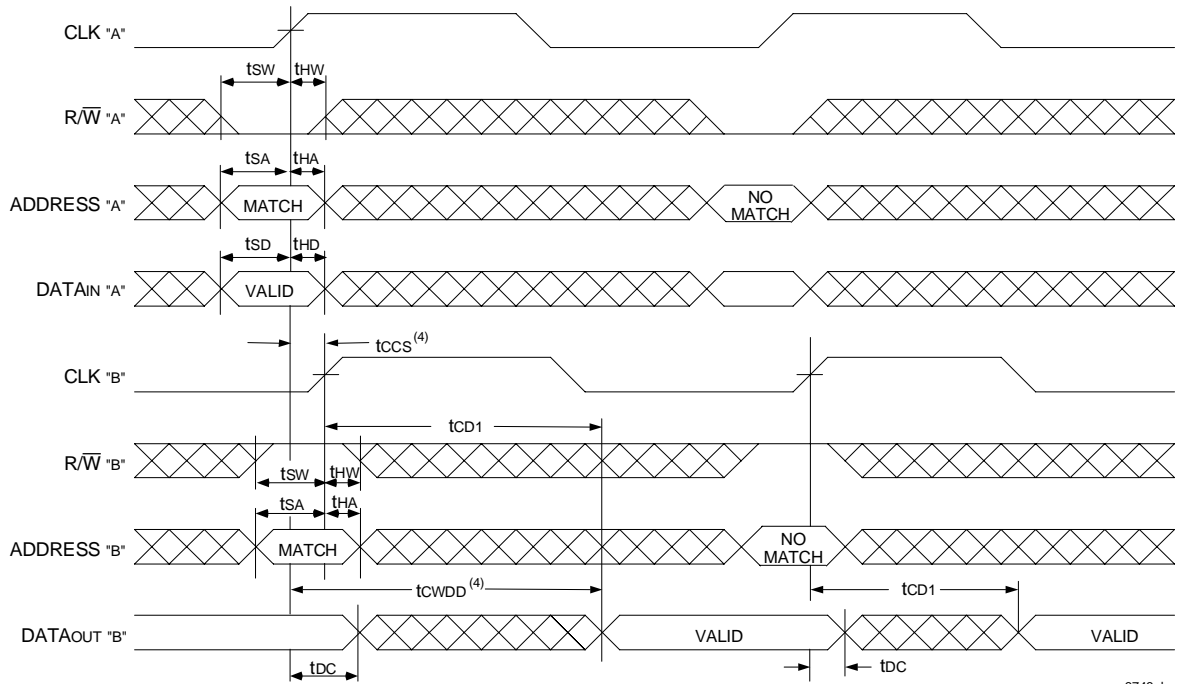 CLK "A"
tSW tHW
R/W̅ "A"
tSA tHA
ADDRESS "A" MATCH NO MATCH
tSD tHD
DATAIN "A" VALID
tCCS(4)
CLK "B"
tCD1
R/W̅ "B"
tSW tHW
tSA tHA
ADDRESS "B" MATCH NO MATCH
tCWDD(4) tCD1
DATAOUT "B" VALID VALID
tDC tDC